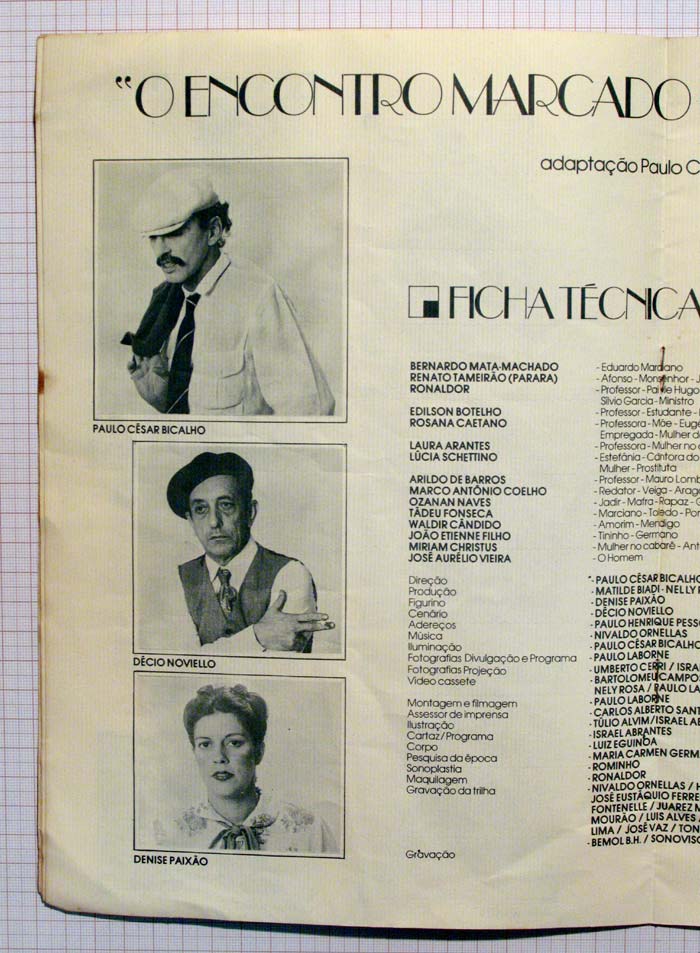 “O ENCONTRO MARCADO
adaptação Paulo C
PAULO CÉSAR BICALHO
DÉCIO NOVIELLO
DENISE PAIXÃO
FICHA TÉCNICA
BERNARDO MATA-MACHADO - Eduardo Marciano
RENATO TAMEIRÃO (PARARA) - Afonso - Monsenhor - J
RONALDOR - Professor - Pai de Hugo
Sílvio Garcia - Ministro
EDILSON BOTELHO - Professor - Estudante -
ROSANA CAETANO - Professora - Mãe - Eugê
Empregada - Mulher d
LAURA ARANTES - Professora - Mulher no
LÚCIA SCHETTINO - Estefânia - Cantora do
Mulher - Prostituta
ARILDO DE BARROS - Professor - Mauro Lomb
MARCO ANTÔNIO COELHO - Redator - Veiga - Arag
OZANAN NAVES - Jadir - Mafra - Rapaz - G
TADEU FONSECA - Marciano - Toledo - Por
WALDIR CÂNDIDO - Amorim - Mendigo
JOÃO ETIENNE FILHO - Tininho - Germano
MIRIAM CHRISTUS - Mulher no cabarê - Ant
JOSÉ AURÉLIO VIEIRA - O Homem
Direção - PAULO CÉSAR BICALHO
Produção - MATILDE BIADI - NELLY
Figurino - DENISE PAIXÃO
Cenário - DÉCIO NOVIELLO
Adereços - PAULO HENRIQUE PESS
Música - NIVALDO ORNELLAS
Iluminação - PAULO CÉSAR BICALHO
Fotografias Divulgação e Programa - PAULO LABORNE
Fotografias Projeção - UMBERTO CERRI / ISRA
Video cassete - BARTOLOMEU CAMPO
NELY ROSA / PAULO LA
Montagem e filmagem - PAULO LABORNE
Assessor de imprensa - CARLOS ALBERTO SANT
Ilustração - TÚLIO ALVIM / ISRAEL A
Cartaz/Programa - ISRAEL ABRANTES
Corpo - LUIZ EGUINOA
Pesquisa da época - MARIA CARMEN GERM
Sonoplastia - ROMINHO
Maquilagem - RONALDOR
Gravação da trilha - NIVALDO ORNELLAS / H
JOSÉ EUSTÁQUIO FERRE
FONTENELLE / JUAREZ M
MOURÃO / LUIS ALVES /
LIMA / JOSÉ VAZ / TON
Gravação - BEMOL B.H. / SONOVISO